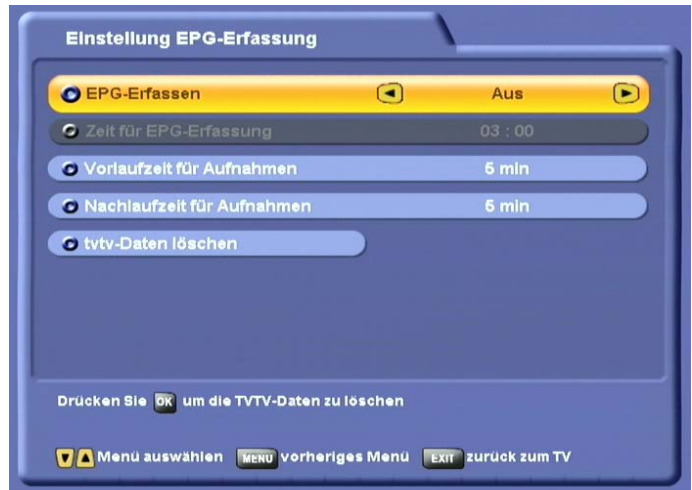 Einstellung EPG-Erfassung
EPG-Erfassen Aus
Zeit für EPG-Erfassung 03 : 00
Vorlaufzeit für Aufnahmen 5 min
Nachlaufzeit für Aufnahmen 5 min
tvtv-Daten löschen
Drücken Sie OK um die TVTV-Daten zu löschen
Menü auswählen MENU vorheriges Menü EXIT zurück zum TV